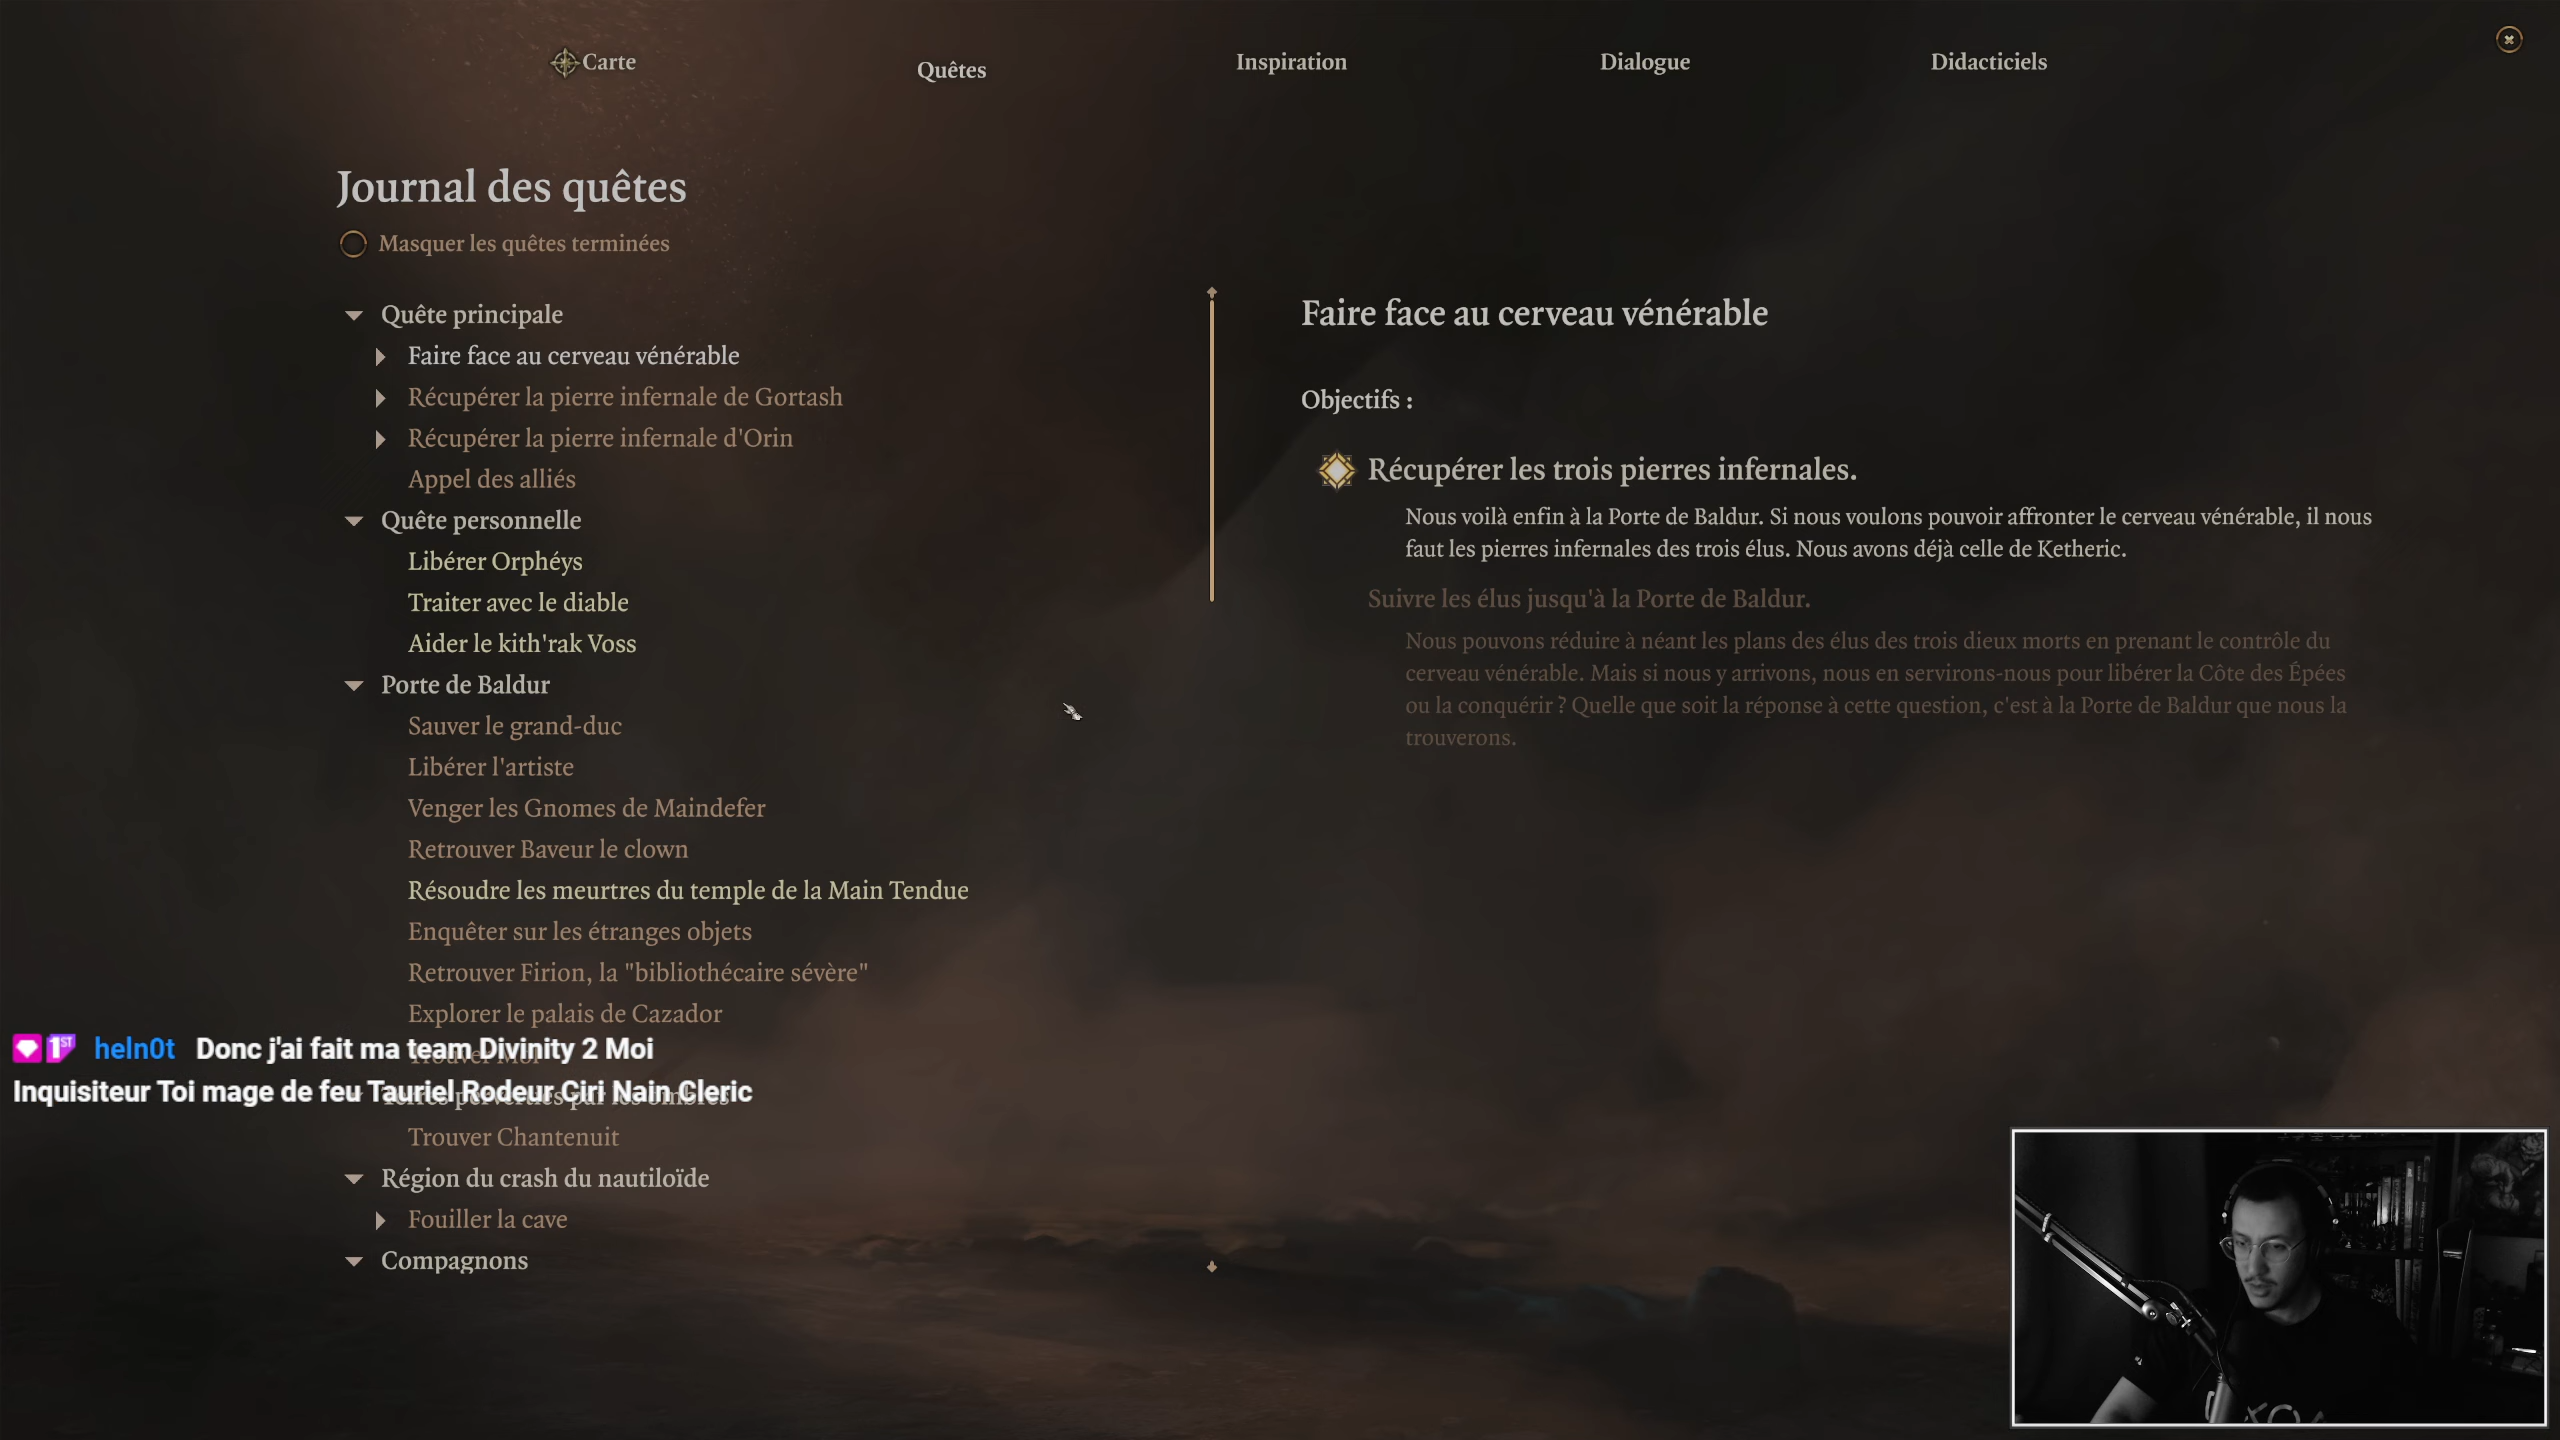 Carte
Quêtes
Inspiration
Dialogue
Didacticiels
Journal des quêtes
Masquer les quêtes terminées
Quête principale
Faire face au cerveau vénérable
Récupérer la pierre infernale de Gortash
Récupérer la pierre infernale d'Orin
Appel des alliés
Quête personnelle
Libérer Orphéys
Traiter avec le diable
Aider le kith'rak Voss
Porte de Baldur
Sauver le grand-duc
Libérer l'artiste
Venger les Gnomes de Maindefer
Retrouver Baveur le clown
Résoudre les meurtres du temple de la Main Tendue
Enquêter sur les étranges objets
Retrouver Firion, la "bibliothécaire sévère"
Explorer le palais de Cazador
Trouver Mol
Terres perverties par les ombres
Trouver Chantenuit
Région du crash du nautiloïde
Fouiller la cave
Compagnons
1ST heln0t Donc j'ai fait ma team Divinity 2 Moi
Inquisiteur Toi mage de feu Tauriel Rodeur Ciri Nain Cleric
Faire face au cerveau vénérable
Objectifs :
Récupérer les trois pierres infernales.
Nous voilà enfin à la Porte de Baldur. Si nous voulons pouvoir affronter le cerveau vénérable, il nous
faut les pierres infernales des trois élus. Nous avons déjà celle de Ketheric.
Suivre les élus jusqu'à la Porte de Baldur.
Nous pouvons réduire à néant les plans des élus des trois dieux morts en prenant le contrôle du
cerveau vénérable. Mais si nous y arrivons, nous en servirons-nous pour libérer la Côte des Épées
ou la conquérir ? Quelle que soit la réponse à cette question, c'est à la Porte de Baldur que nous la
trouverons.